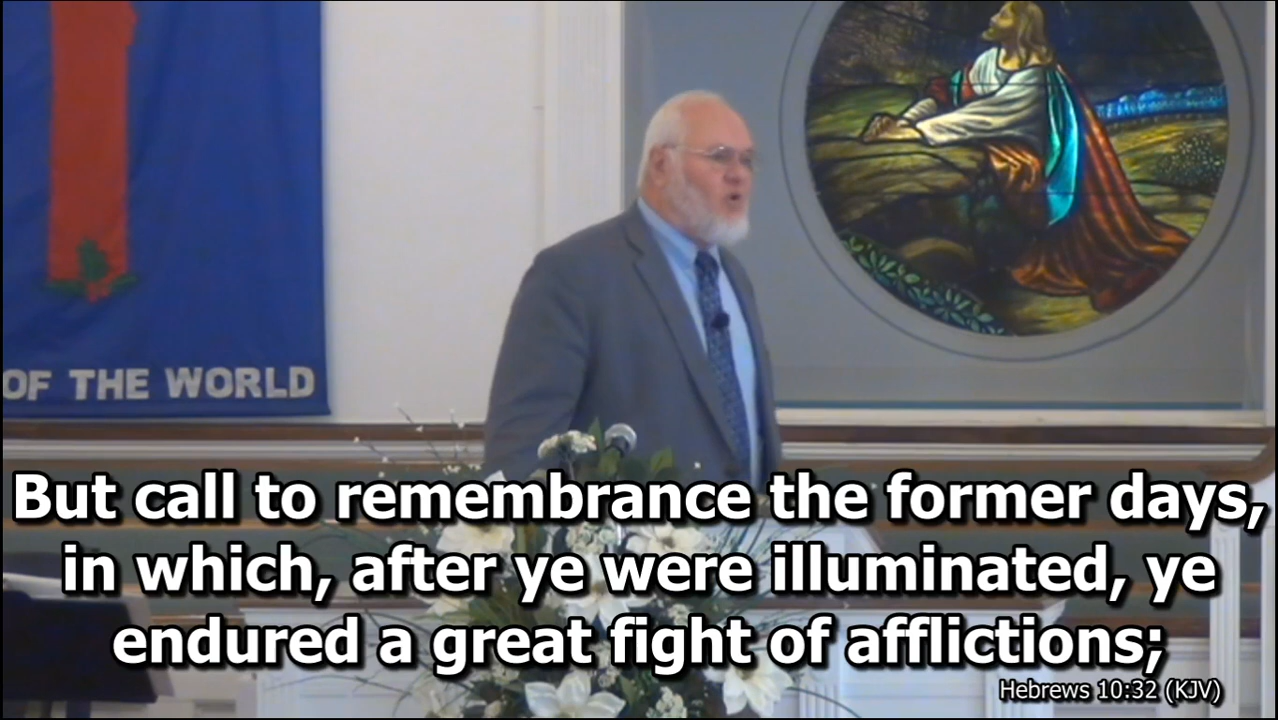 OF THE WORLD
But call to remembrance the former days,
in which, after ye were illuminated, ye
endured a great fight of afflictions;
Hebrews 10:32 (KJV)